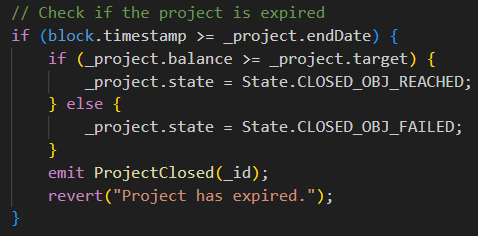 // Check if the project is expired
if (block.timestamp >= _project.endDate) {
    if (_project.balance >= _project.target) {
        _project.state = State.CLOSED_OBJ_REACHED;
    } else {
        _project.state = State.CLOSED_OBJ_FAILED;
    }
    emit ProjectClosed(_id);
    revert("Project has expired.");
}